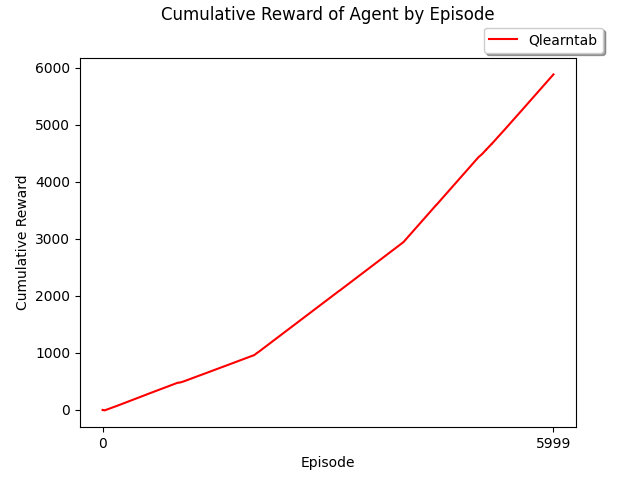 Cumulative Reward of Agent by Episode
Qlearntab
6000
5000
4000
3000
2000
1000
0
Cumulative Reward
0 5999
Episode